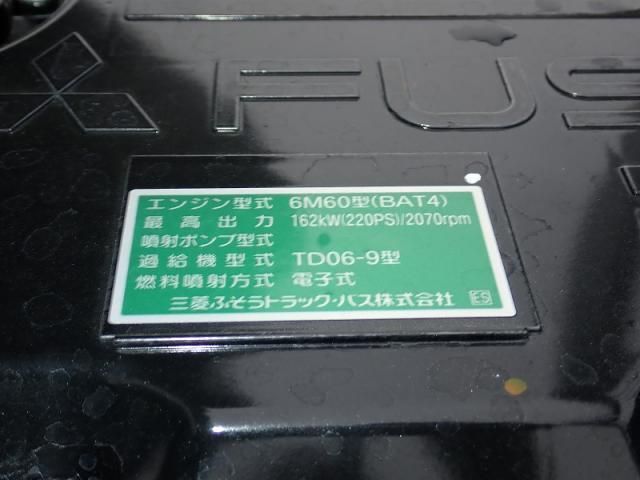 FUS
エンジン型式 6M60型(BAT4)
最高出力 162kW(220PS)/2070rpm
噴射ポンプ型式
過給機型式 TD06-9型
燃料噴射方式 電子式
三菱ふそうトラック・バス株式会社 ES